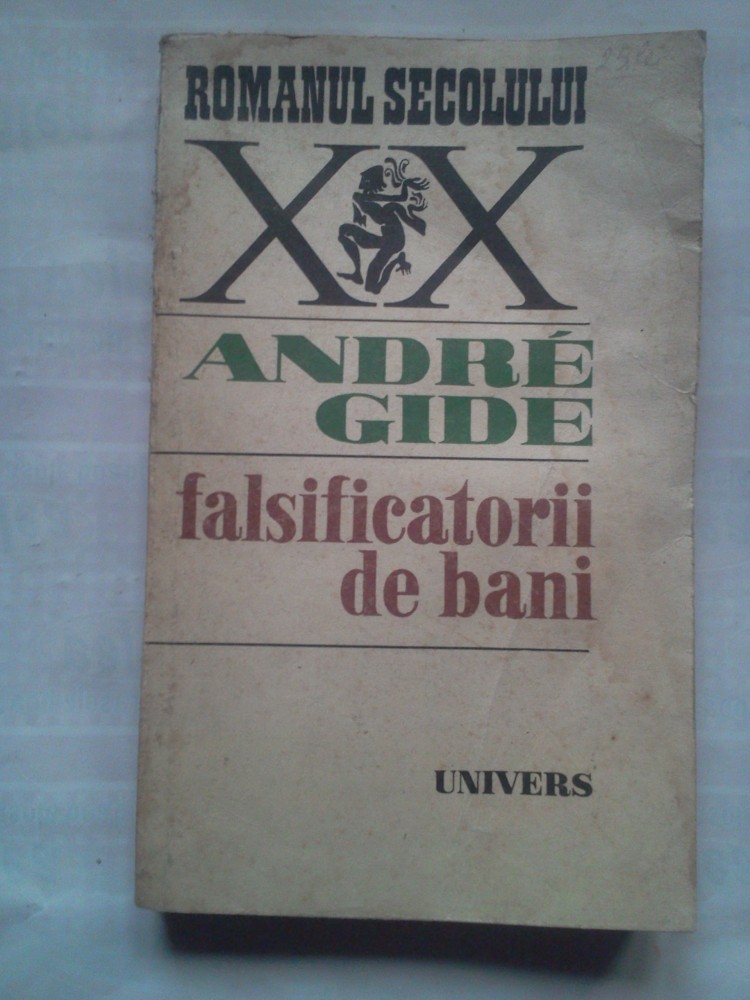 ROMANUL SECOLULUI
XX
ANDRÉ
GIDE
falsificatorii
de bani
UNIVERS